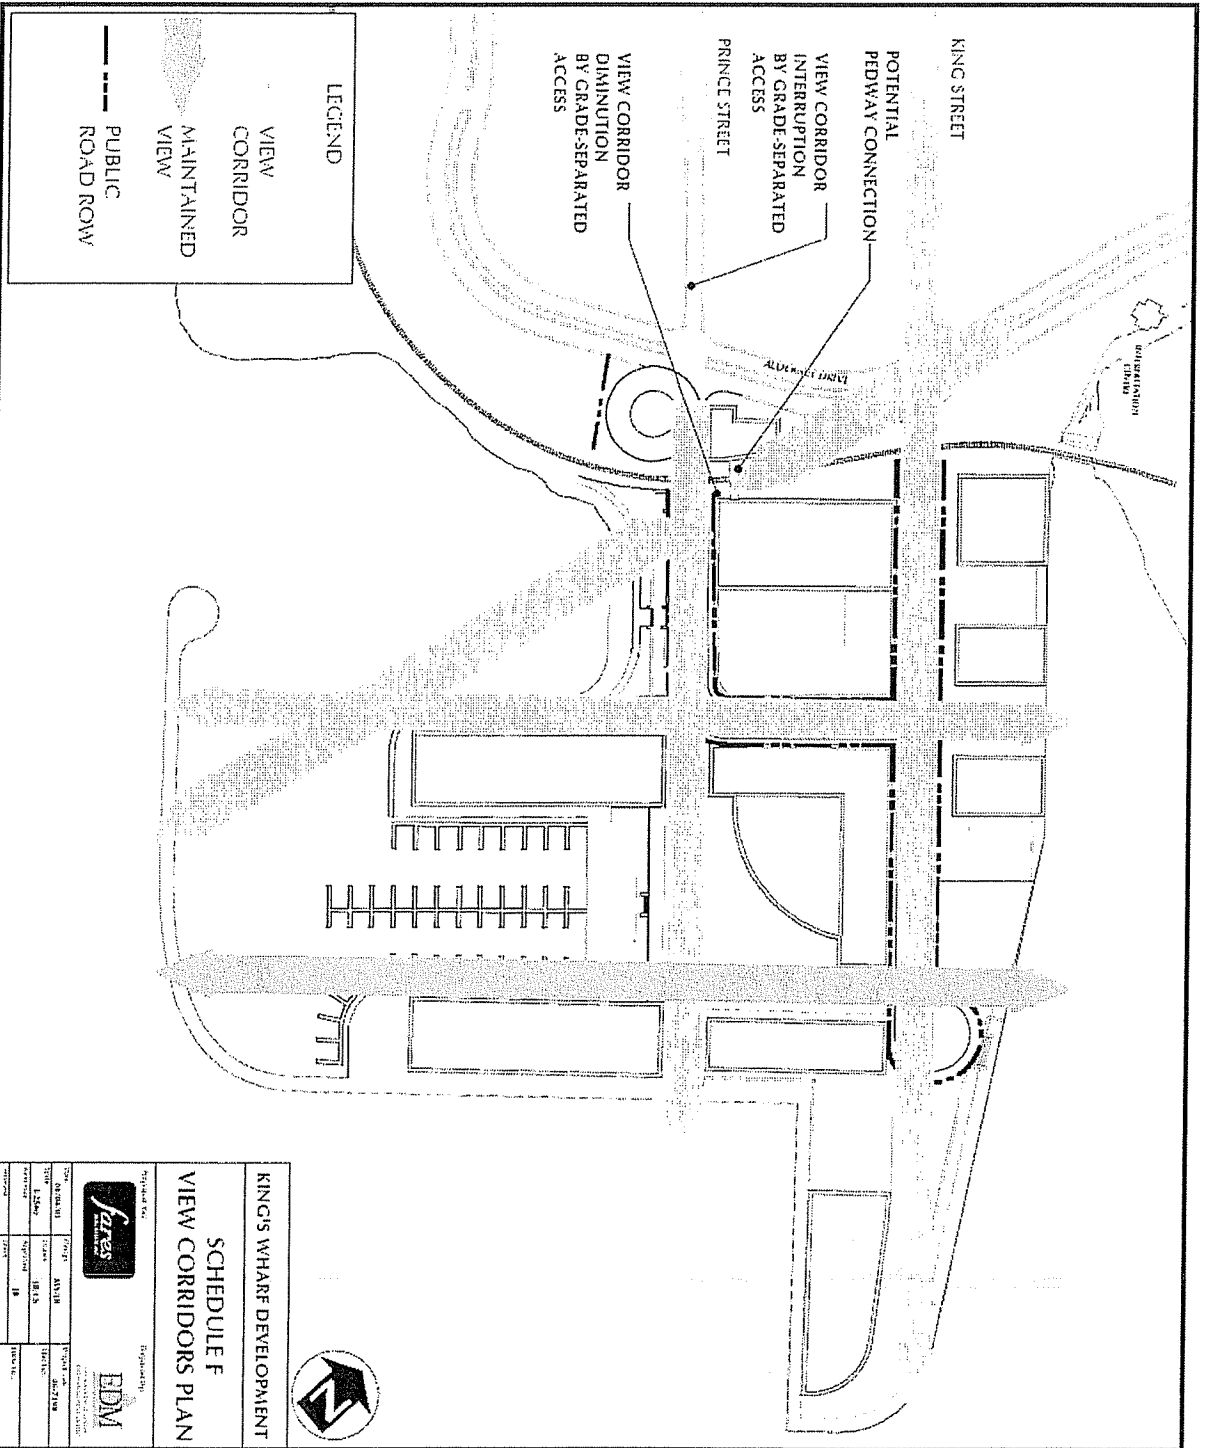 KING STREET
POTENTIAL
PEDWAY CONNECTION
VIEW CORRIDOR
INTERRUPTION
BY GRADE-SEPARATED
ACCESS
PRINCE STREET
VIEW CORRIDOR
DIMINUTION
BY GRADE-SEPARATED
ACCESS
ALDERNEY DRIVE
LEGEND
VIEW
CORRIDOR
MAINTAINED
VIEW
PUBLIC
ROAD ROW
N
KING'S WHARF DEVELOPMENT
SCHEDULE F
VIEW CORRIDORS PLAN
fares
EDM